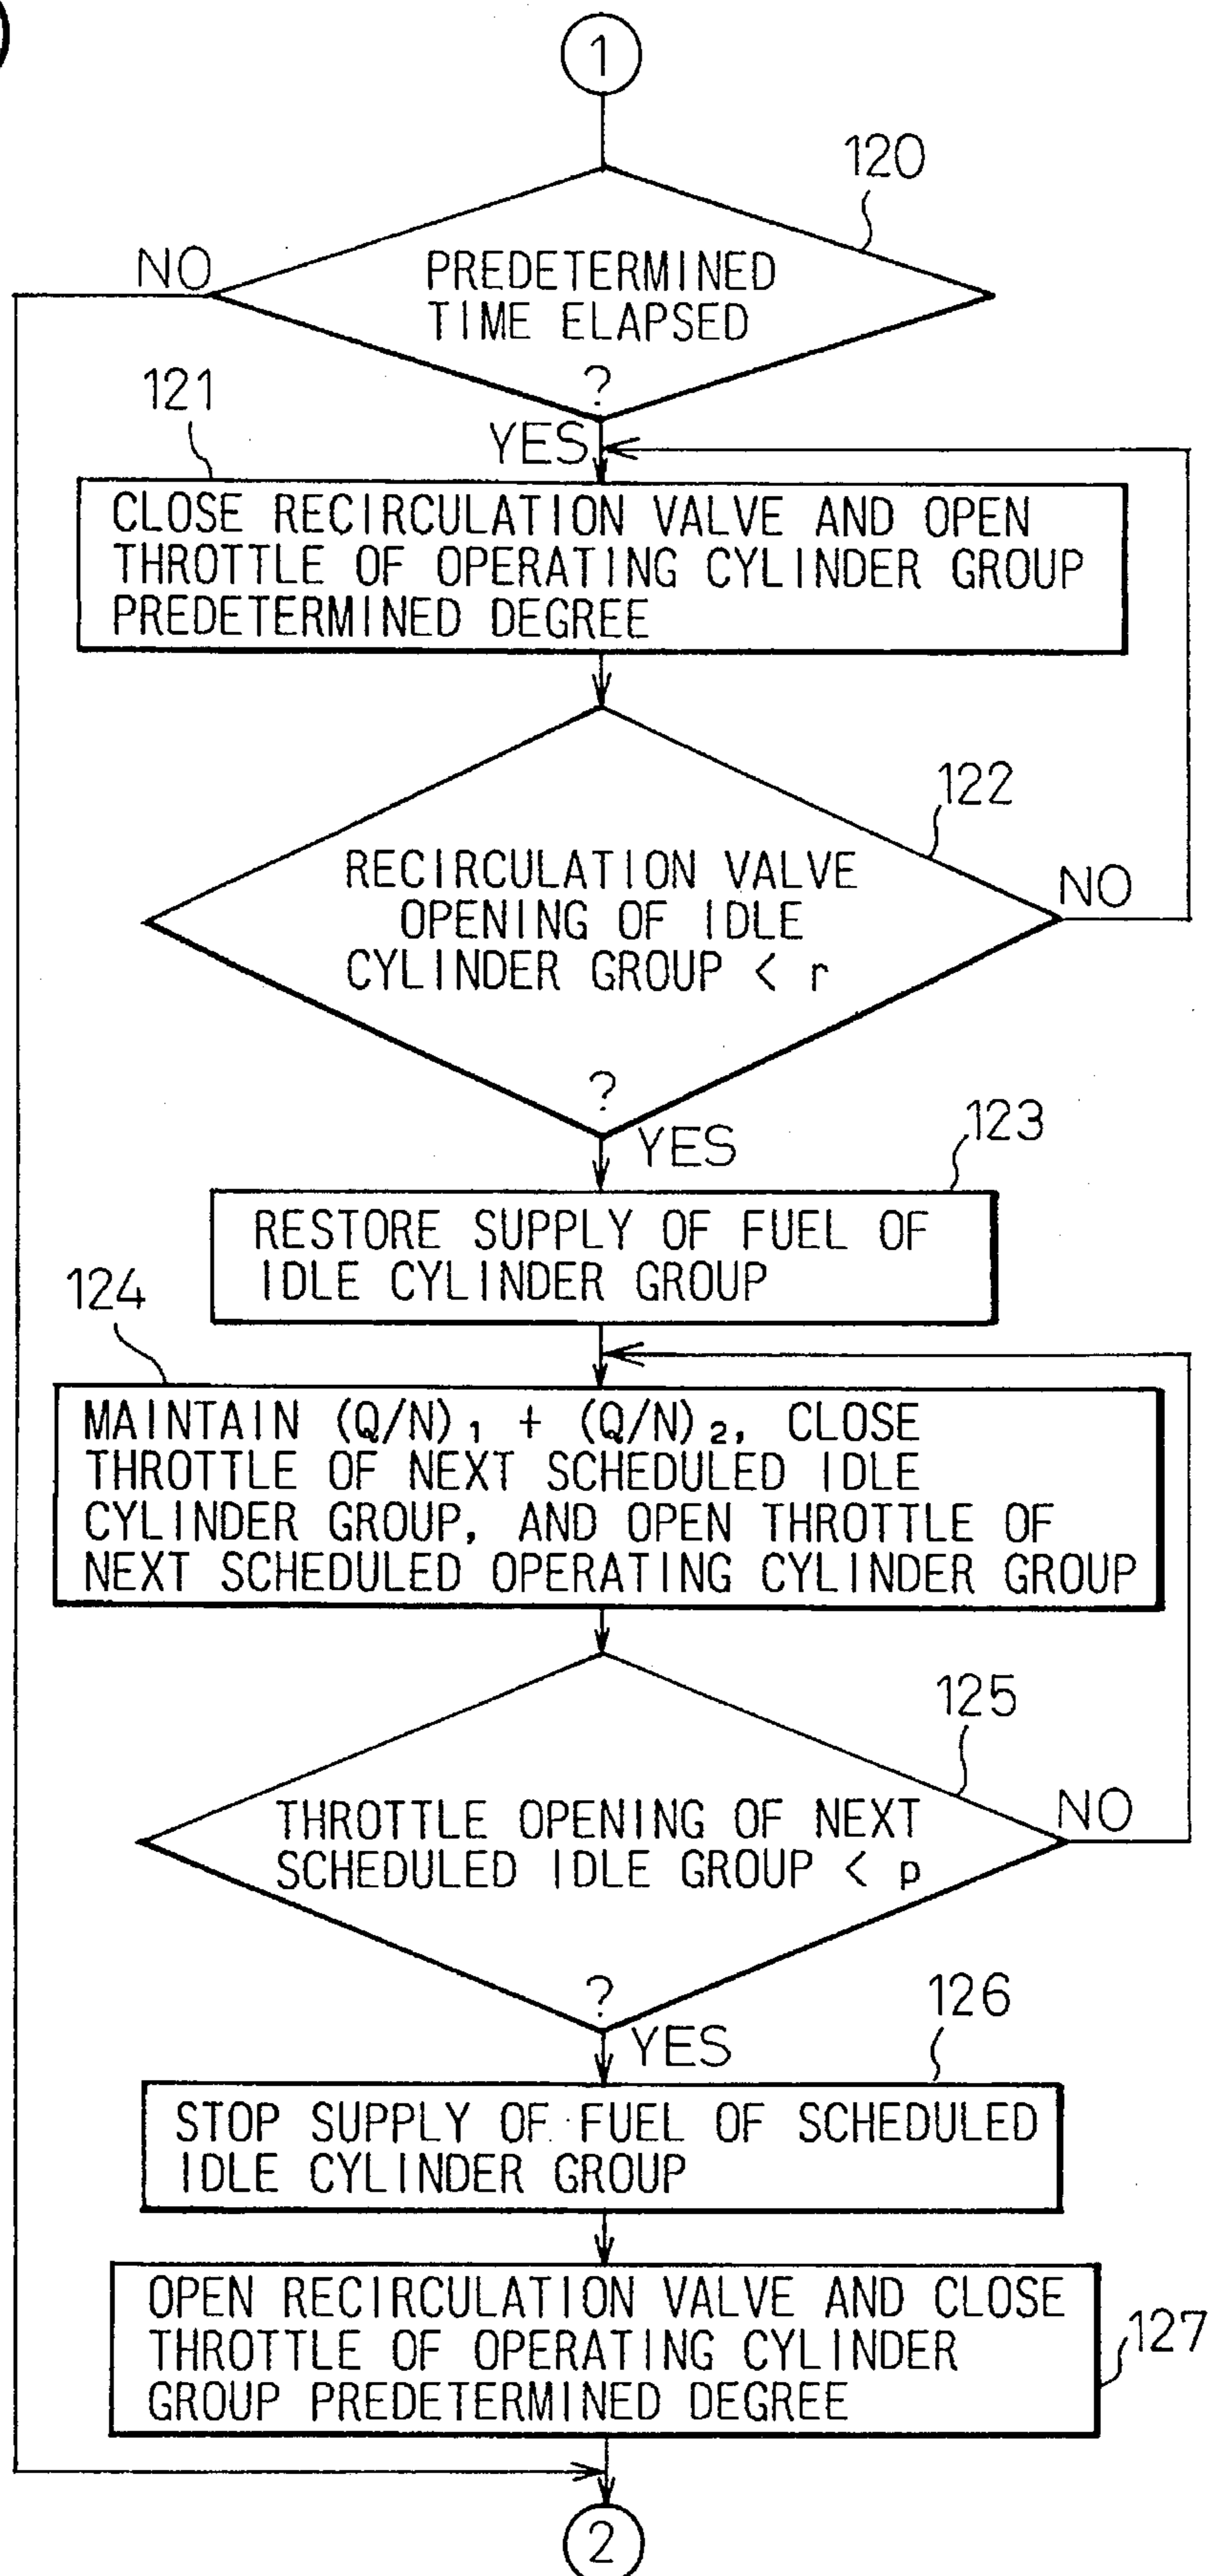 1
120
NO
PREDETERMINED
TIME ELAPSED
?
121
YES
CLOSE RECIRCULATION VALVE AND OPEN
THROTTLE OF OPERATING CYLINDER GROUP
PREDETERMINED DEGREE
122
RECIRCULATION VALVE
OPENING OF IDLE
CYLINDER GROUP < r
NO
?
YES
123
RESTORE SUPPLY OF FUEL OF
IDLE CYLINDER GROUP
124
MAINTAIN (Q/N)₁ + (Q/N)₂, CLOSE
THROTTLE OF NEXT SCHEDULED IDLE
CYLINDER GROUP, AND OPEN THROTTLE OF
NEXT SCHEDULED OPERATING CYLINDER GROUP
125
THROTTLE OPENING OF NEXT
SCHEDULED IDLE GROUP < p
NO
?
YES
126
STOP SUPPLY OF FUEL OF SCHEDULED
IDLE CYLINDER GROUP
OPEN RECIRCULATION VALVE AND CLOSE
THROTTLE OF OPERATING CYLINDER
GROUP PREDETERMINED DEGREE
127
2